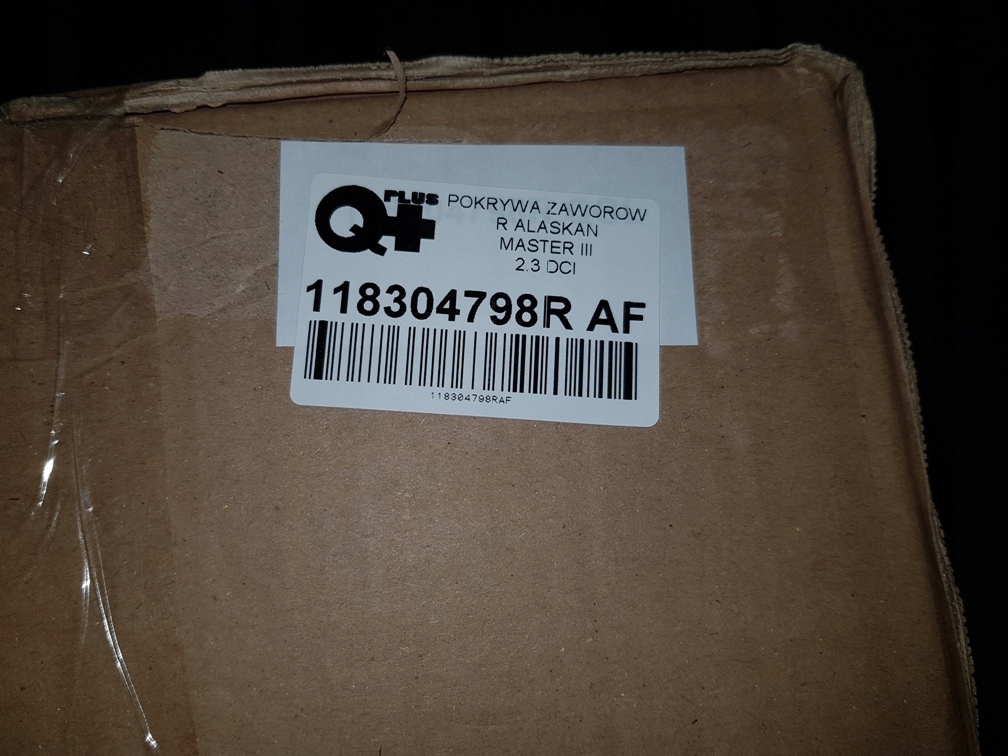 Q+ PLUS
POKRYWA ZAWOROW
R ALASKAN
MASTER III
2.3 DCI
118304798R AF
118304798RAF